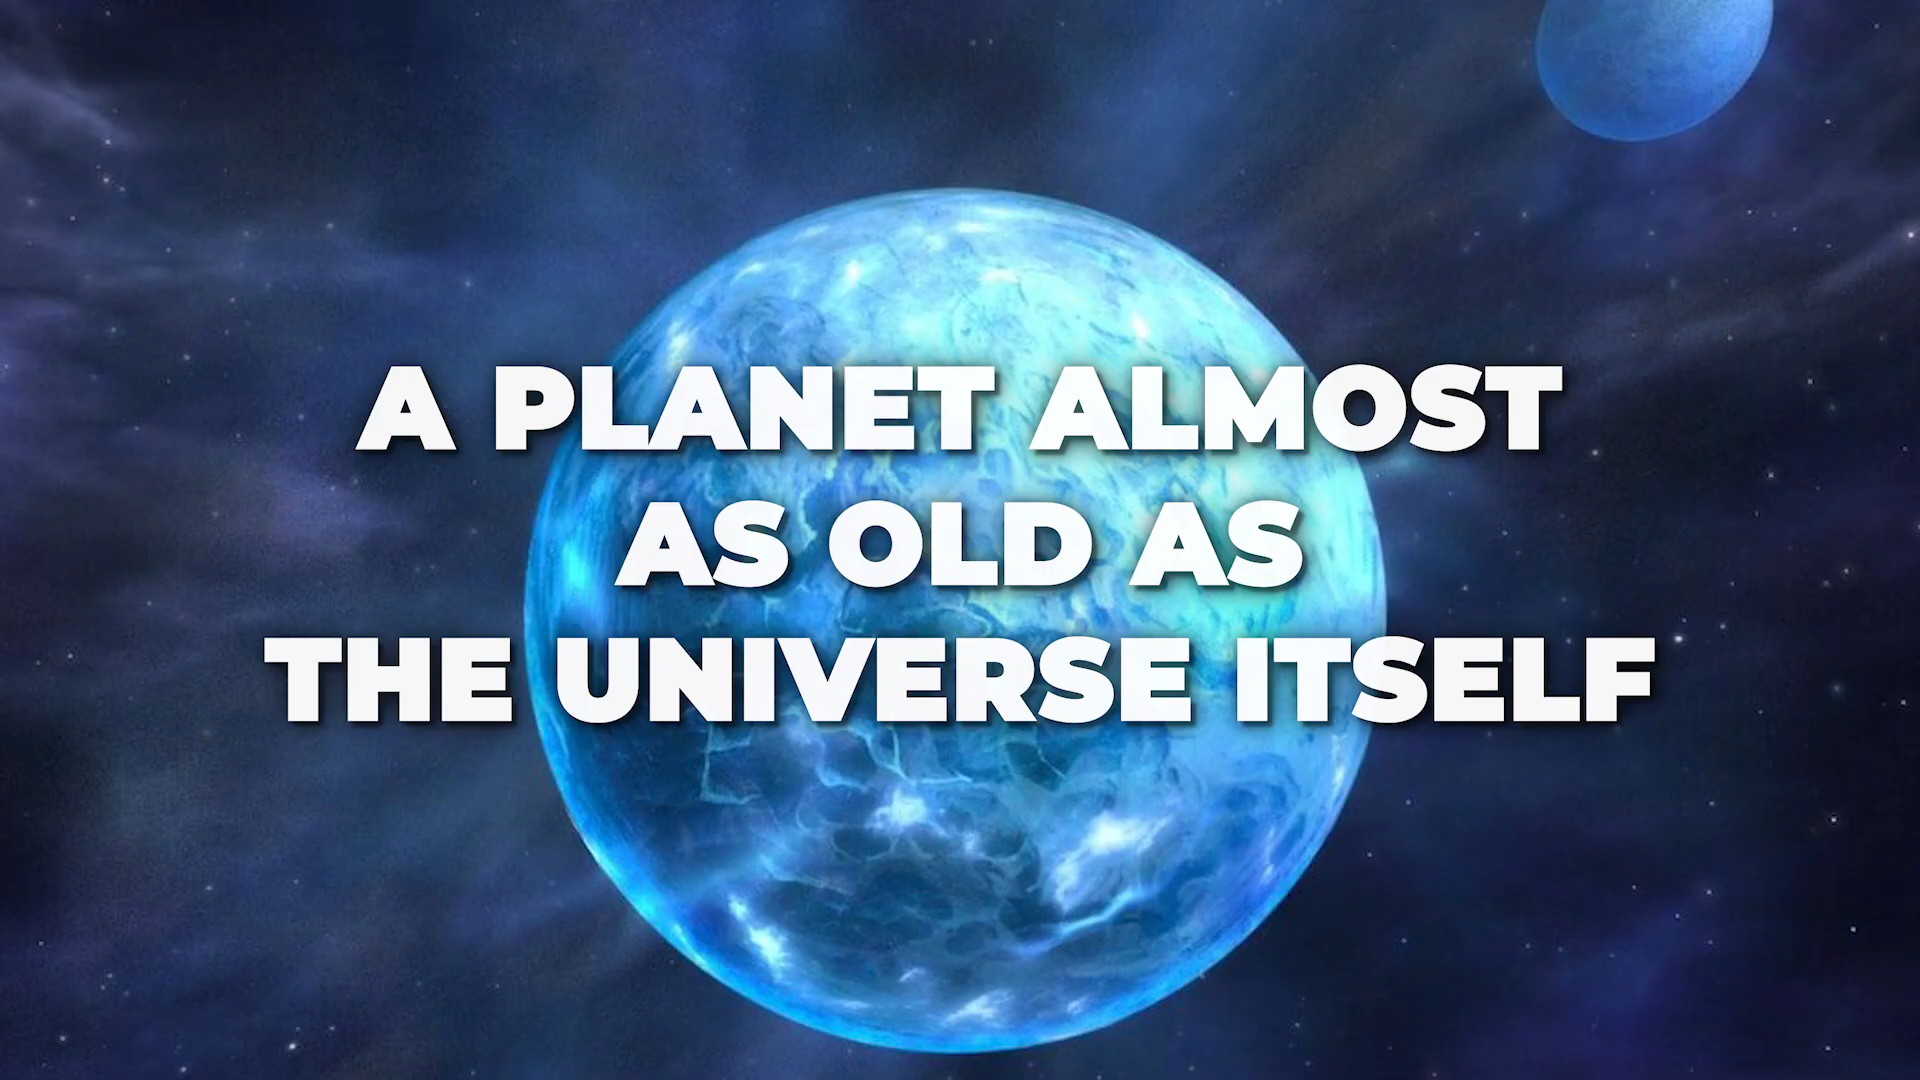 A PLANET ALMOST
AS OLD AS
THE UNIVERSE ITSELF